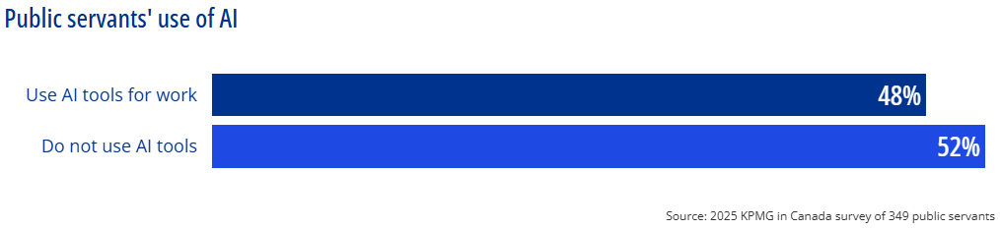 Public servants' use of AI
Use AI tools for work 48%
Do not use AI tools 52%
Source: 2025 KPMG in Canada survey of 349 public servants